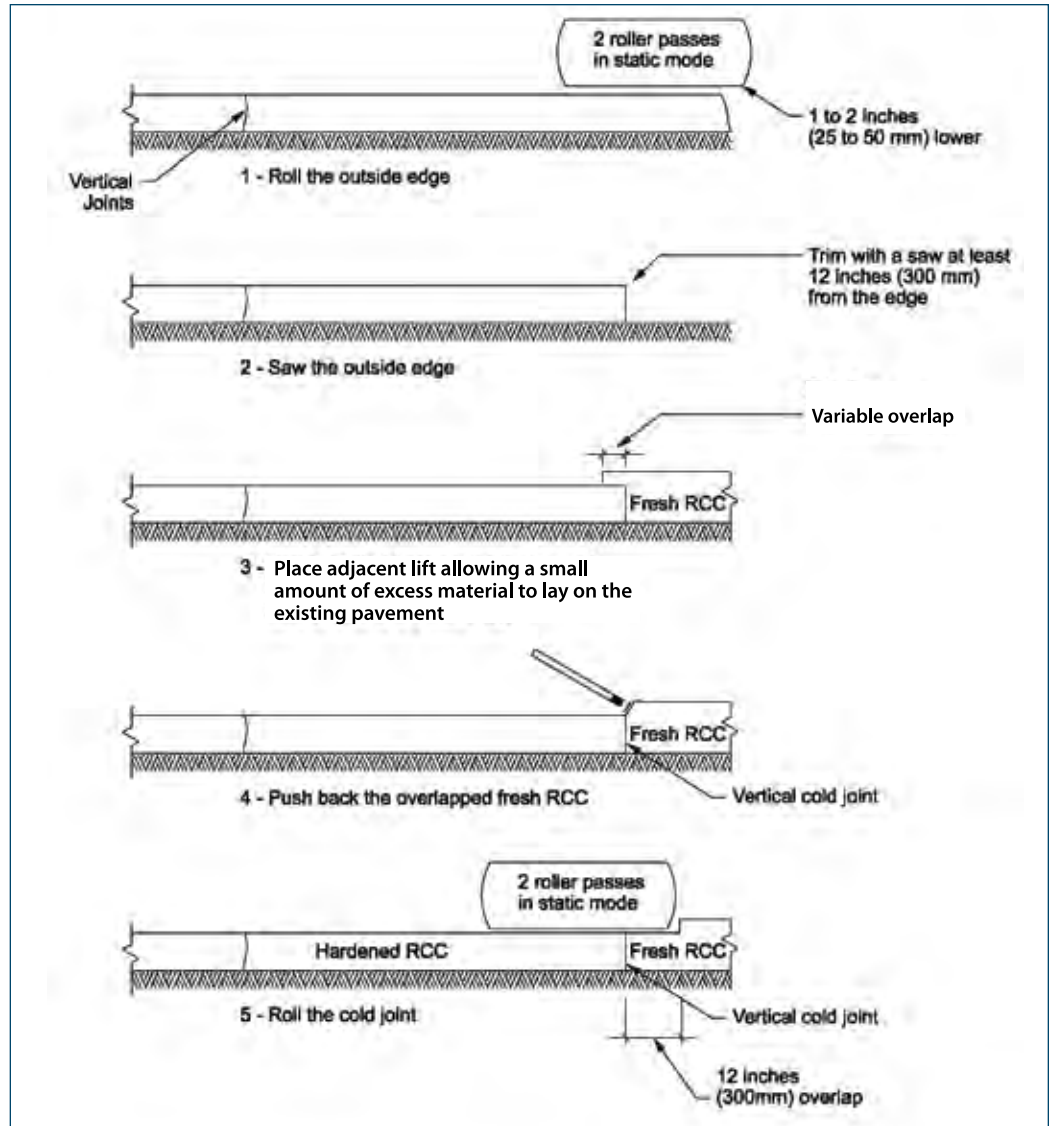 2 roller passes
in static mode
1 to 2 inches
(25 to 50 mm) lower
Vertical
Joints
1 - Roll the outside edge
Trim with a saw at least
12 inches (300 mm)
from the edge
2 - Saw the outside edge
Variable overlap
Fresh RCC
3 - Place adjacent lift allowing a small
amount of excess material to lay on the
existing pavement
Fresh RCC
4 - Push back the overlapped fresh RCC
Vertical cold joint
2 roller passes
in static mode
Hardened RCC
Fresh RCC
5 - Roll the cold joint
Vertical cold joint
12 inches
(300mm) overlap